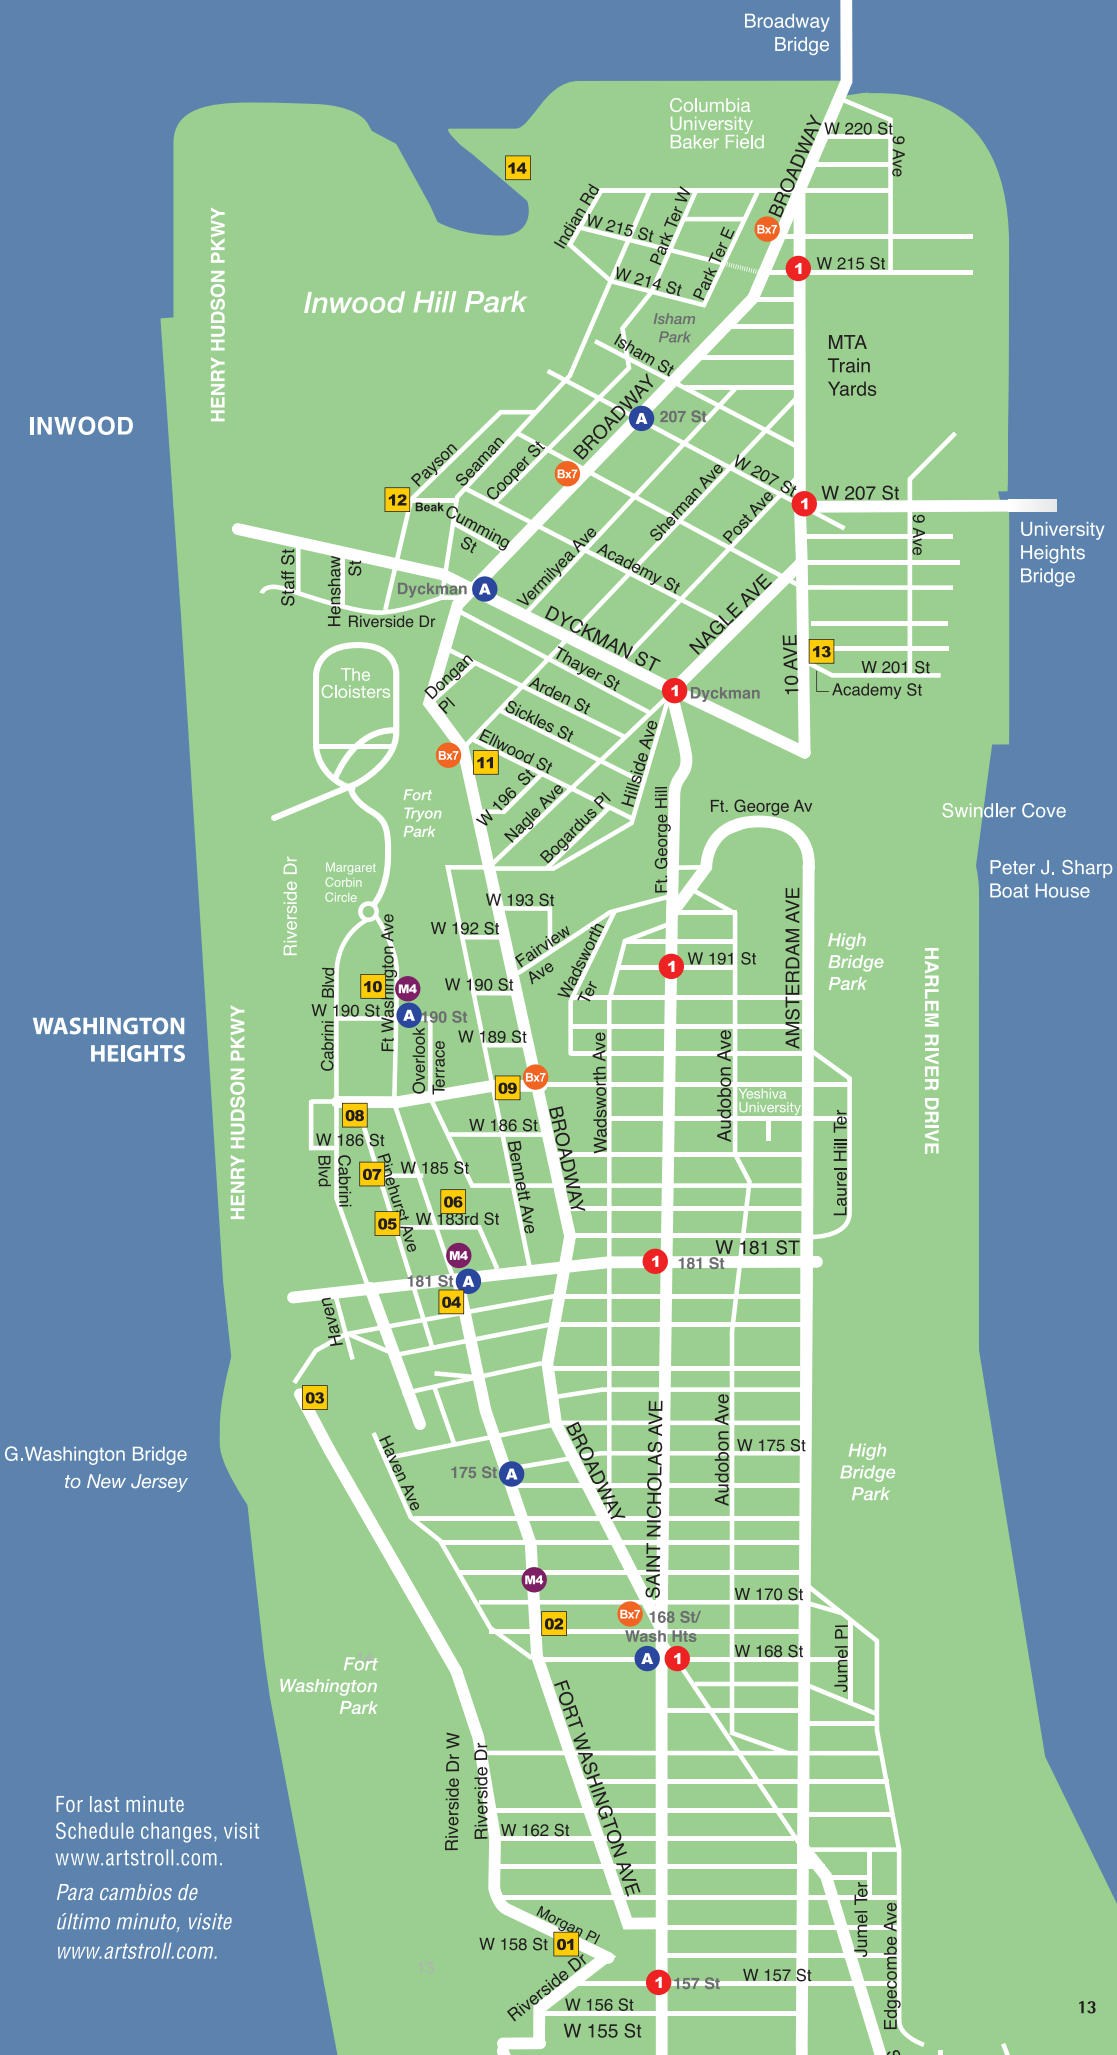 Broadway
Bridge
Columbia
University
Baker Field
BROADWAY
W 220 St
9 Ave
14
Indian Rd
W 215 St
Park Ter W
Park Ter E
Bx7
1
W 215 St
W 214 St
HENRY HUDSON PKWY
Inwood Hill Park
Isham
Park
Isham St
MTA
Train
Yards
INWOOD
BROADWAY
A
207 St
Payson
Seaman
Cooper St
Bx7
W 207 St
Sherman Ave
Post Ave
1
W 207 St
12
Beak
Cumming
St
9 Ave
University
Heights
Bridge
Vermilyea Ave
Academy St
Staff St
Henshaw
St
Dyckman
A
Riverside Dr
DYCKMAN ST
NAGLE AVE
10 AVE
13
W 201 St
Academy St
The
Cloisters
Dongan
Pl
Thayer St
Arden St
Sickles St
1
Dyckman
Ellwood St
Bx7
11
W 196 St
Nagle Ave
Bogardus Pl
Hillside Ave
Ft. George Hill
Ft. George Av
Fort
Tryon
Park
Swindler Cove
Peter J. Sharp
Boat House
Margaret
Corbin
Circle
Riverside Dr
W 193 St
W 192 St
Fairview
Ave
Wadsworth
Ter
1
W 191 St
AMSTERDAM AVE
High
Bridge
Park
HARLEM RIVER DRIVE
Ft Washington Ave
10
M4
W 190 St
W 190 St
A
190 St
Cabrini Blvd
WASHINGTON
HEIGHTS
HENRY HUDSON PKWY
Overlook
Terrace
W 189 St
Wadsworth Ave
Audobon Ave
Bx7
09
08
Yeshiva
University
W 186 St
BROADWAY
W 186 St
Laurel Hill Ter
Cabrini
Blvd
07
Pinehurst Ave
W 185 St
Bennett Ave
06
05
W 183rd St
M4
W 181 ST
1
181 St
181 St
A
04
Haven
03
G.Washington Bridge
to New Jersey
Haven Ave
175 St
A
BROADWAY
SAINT NICHOLAS AVE
Audobon Ave
W 175 St
High
Bridge
Park
M4
W 170 St
02
Bx7
168 St/
Wash Hts
A
1
W 168 St
Jumel Pl
Fort
Washington
Park
FORT WASHINGTON AVE
Riverside Dr W
Riverside Dr
For last minute
Schedule changes, visit
www.artstroll.com.
W 162 St
Para cambios de
último minuto, visite
www.artstroll.com.
Jumel Ter
Edgecombe Ave
Morgan Pl
W 158 St
01
13
Riverside Dr
1
157 St
W 157 St
W 156 St
W 155 St
13